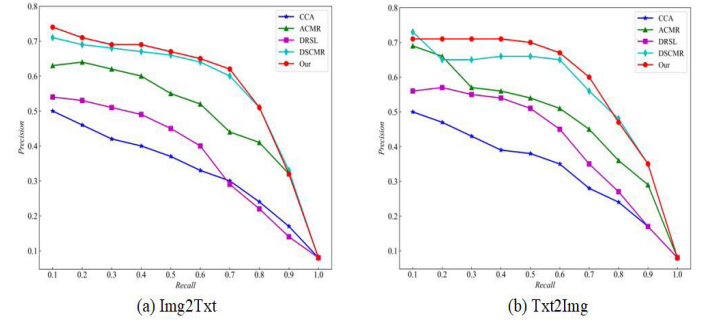 0.8
0.7
0.6
0.5
0.4
0.3
0.2
0.1
Precision
0.1 0.2 0.3 0.4 0.5 0.6 0.7 0.8 0.9 1.0
Recall
CCA
ACMR
DRSL
DSCMR
Our
(a) Img2Txt
0.8
0.7
0.6
0.5
0.4
0.3
0.2
0.1
Precision
0.1 0.2 0.3 0.4 0.5 0.6 0.7 0.8 0.9 1.0
Recall
CCA
ACMR
DRSL
DSCMR
Our
(b) Txt2Img